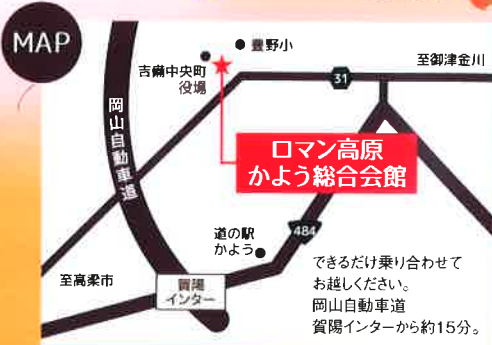 MAP
豊野小
吉備中央町
役場
至御津金川
31
岡山自動車道
ロマン高原
かよう総合会館
道の駅
かよう
484
至高梁市
賀陽
インター
できるだけ乗り合わせて
お越しください。
岡山自動車道
賀陽インターから約15分。